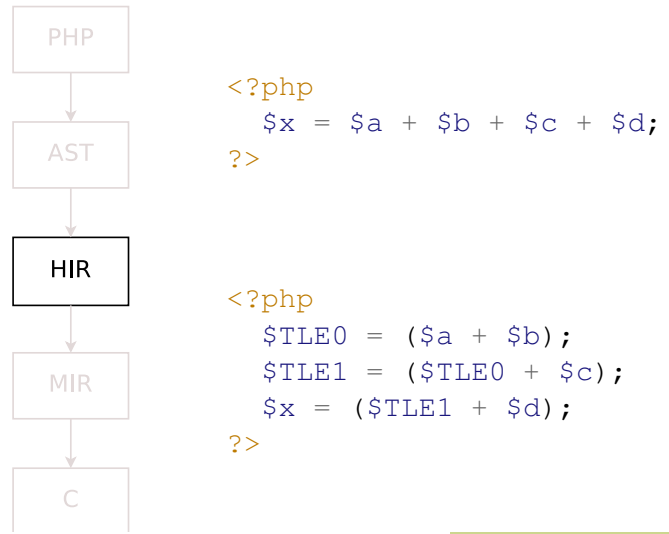 PHP
AST
HIR
MIR
C
<?php
  $x = $a + $b + $c + $d;
?>
<?php
  $TLE0 = ($a + $b);
  $TLE1 = ($TLE0 + $c);
  $x = ($TLE1 + $d);
?>